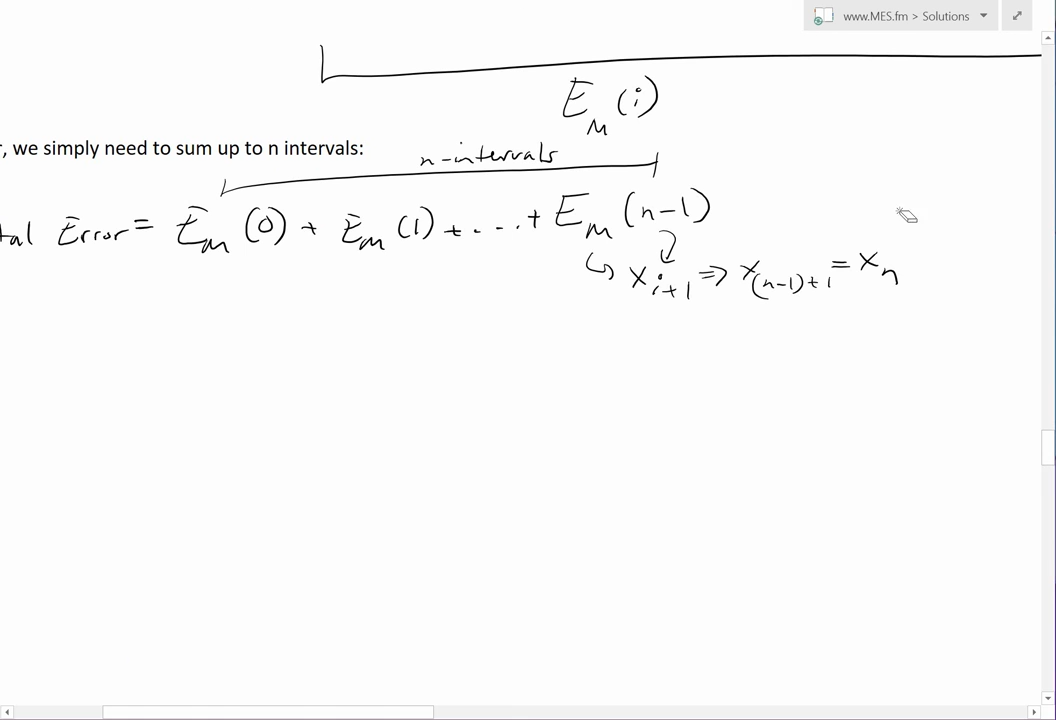 www.MES.fm > Solutions
E_M(i)
, we simply need to sum up to n intervals:
n-intervals
Error = E_M(0) + E_M(1) + .... + E_M(n-1)
↳ x_{i+1} ⇒ x_{(n-1)+1} = x_n